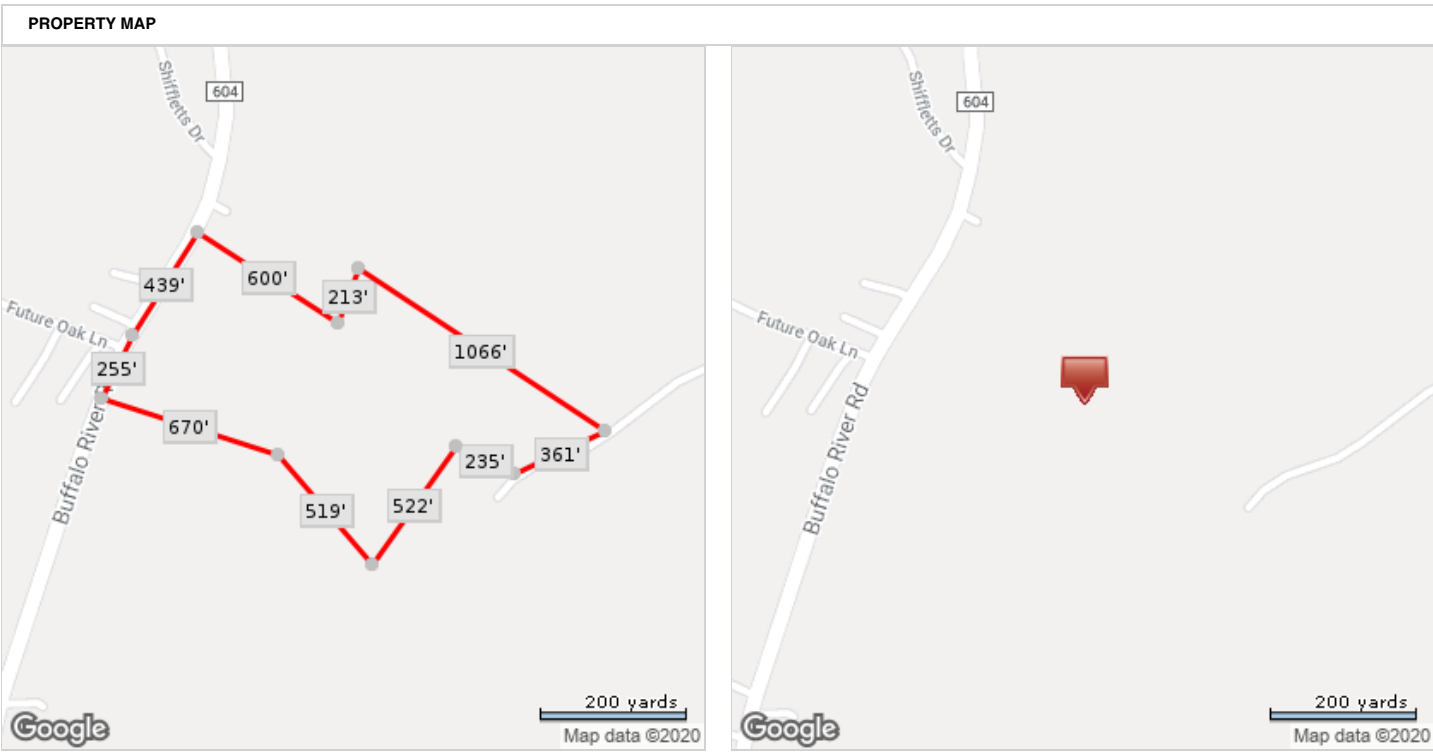 PROPERTY MAP
Shiffletts Dr
604
439'
600'
213'
1066'
Future Oak Ln
255'
670'
235'
361'
519'
522'
Buffalo River
200 yards
Google
Map data ©2020
Shiffletts Dr
604
Future Oak Ln
Buffalo River Rd
200 yards
Google
Map data ©2020